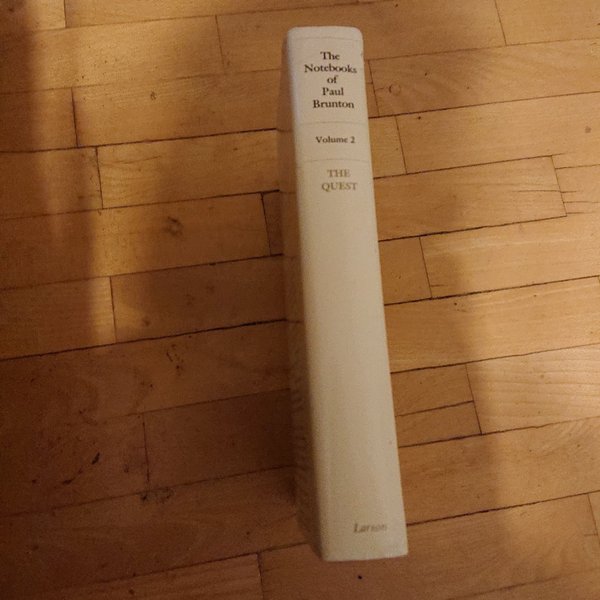 The
Notebooks
of
Paul
Brunton
Volume 2
THE
QUEST
Larson